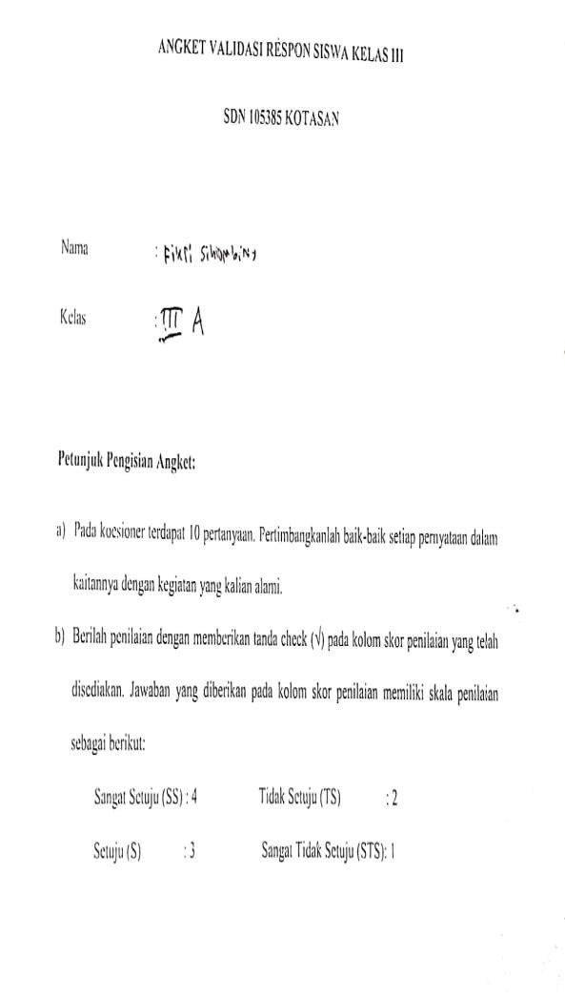 ANGKET VALIDASI RESPON SISWA KELAS III
SDN 105385 KOTASAN
Nama : Fikri Sihombing
Kelas : III A
Petunjuk Pengisian Angket:
a) Pada koesioner terdapat 10 pertanyaan. Pertimbangkanlah baik-baik setiap pernyataan dalam
kaitannya dengan kegiatan yang kalian alami.
b) Berilah penilaian dengan memberikan tanda check (√) pada kolom skor penilaian yang telah
disediakan. Jawaban yang diberikan pada kolom skor penilaian memiliki skala penilaian
sebagai berikut:
Sangat Setuju (SS) : 4 Tidak Setuju (TS) : 2
Setuju (S) : 3 Sangat Tidak Setuju (STS): 1